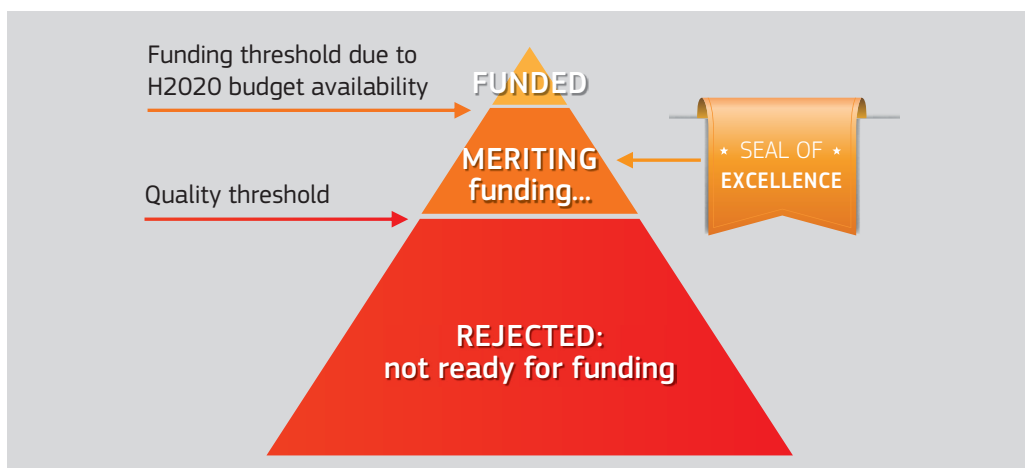 Funding threshold due to
H2020 budget availability
FUNDED
MERITING
funding...
SEAL OF
EXCELLENCE
Quality threshold
REJECTED:
not ready for funding